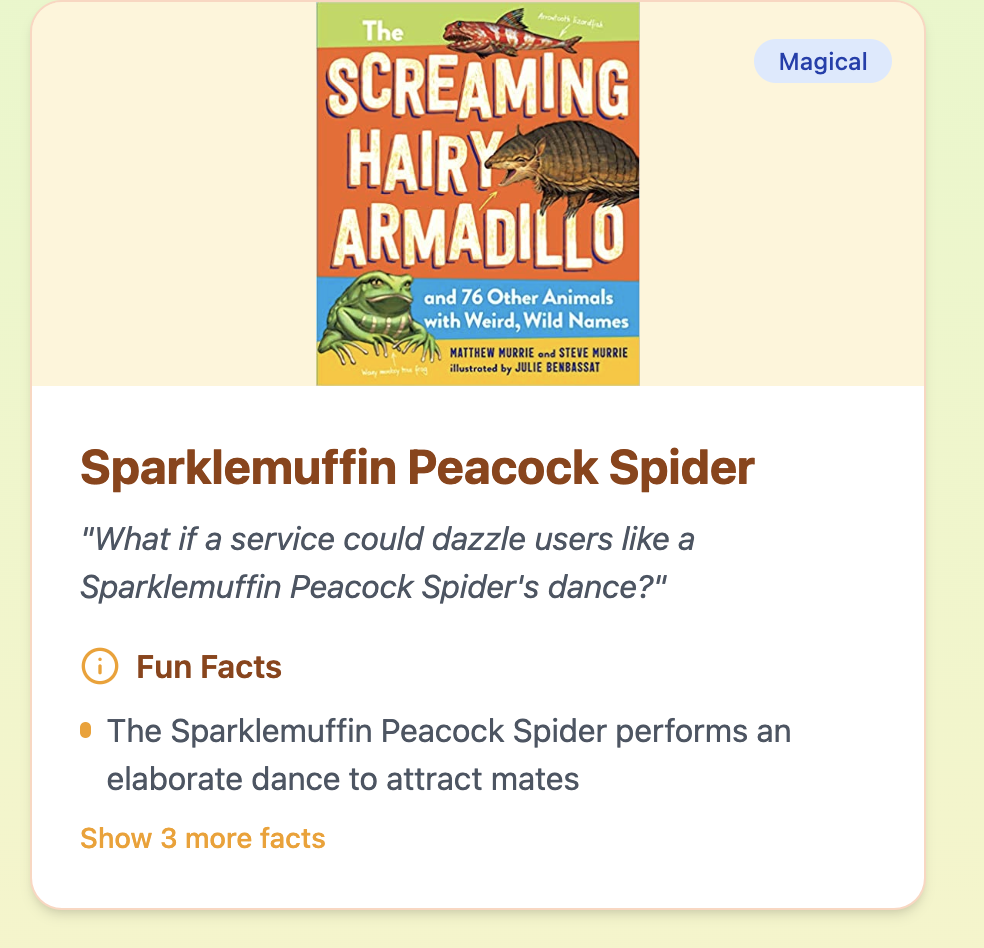 The
Arrowtooth lizardfish
SCREAMING
HAIRY
ARMADILLO
and 76 Other Animals
with Weird, Wild Names
MATTHEW MURRIE and STEVE MURRIE
illustrated by JULIE BENBASSAT
Waxy monkey tree frog
Magical
Sparklemuffin Peacock Spider
"What if a service could dazzle users like a
Sparklemuffin Peacock Spider's dance?"
Fun Facts
The Sparklemuffin Peacock Spider performs an
elaborate dance to attract mates
Show 3 more facts